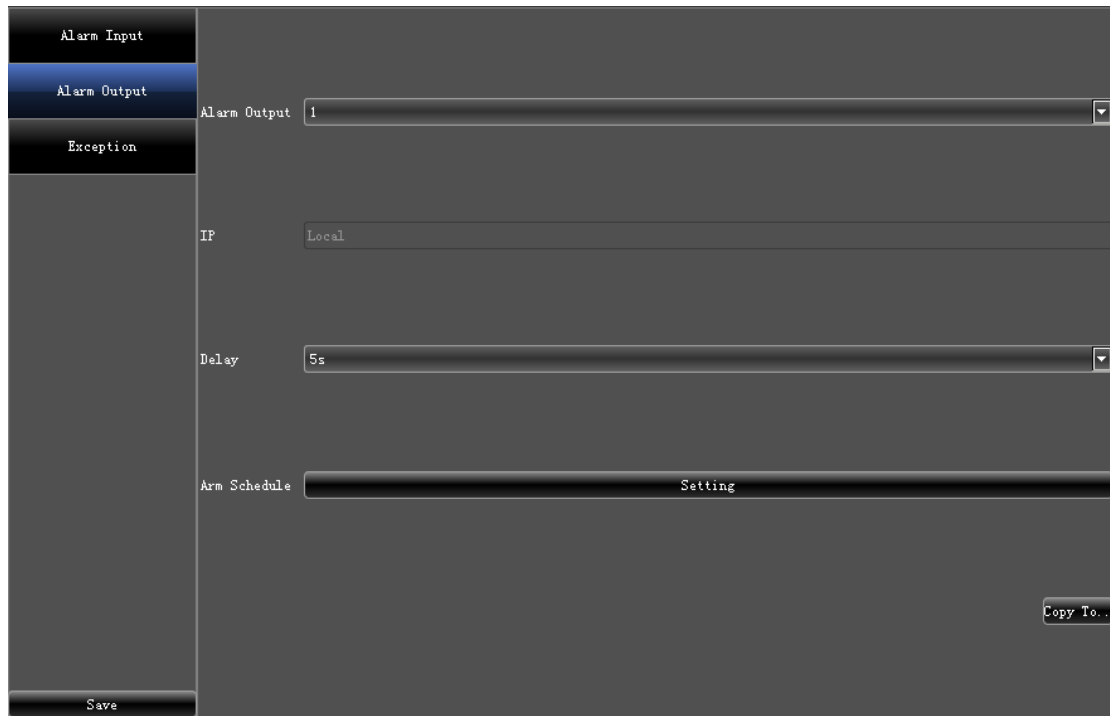 Alarm Input
Alarm Output
Exception
Alarm Output 1
IP Local
Delay 5s
Arm Schedule Setting
Copy To..
Save